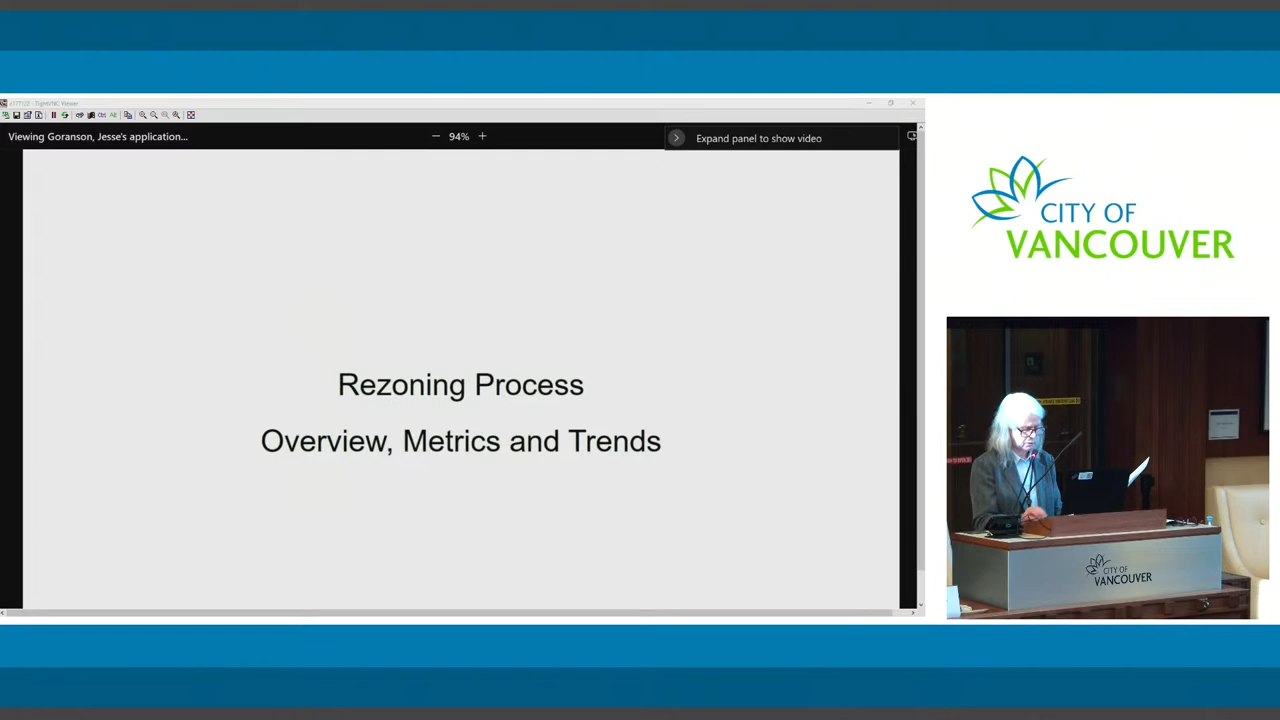 Viewing Goranson, Jesse's application...
94%
Expand panel to show video
Rezoning Process
Overview, Metrics and Trends
CITY OF
VANCOUVER
CITY OF
VANCOUVER